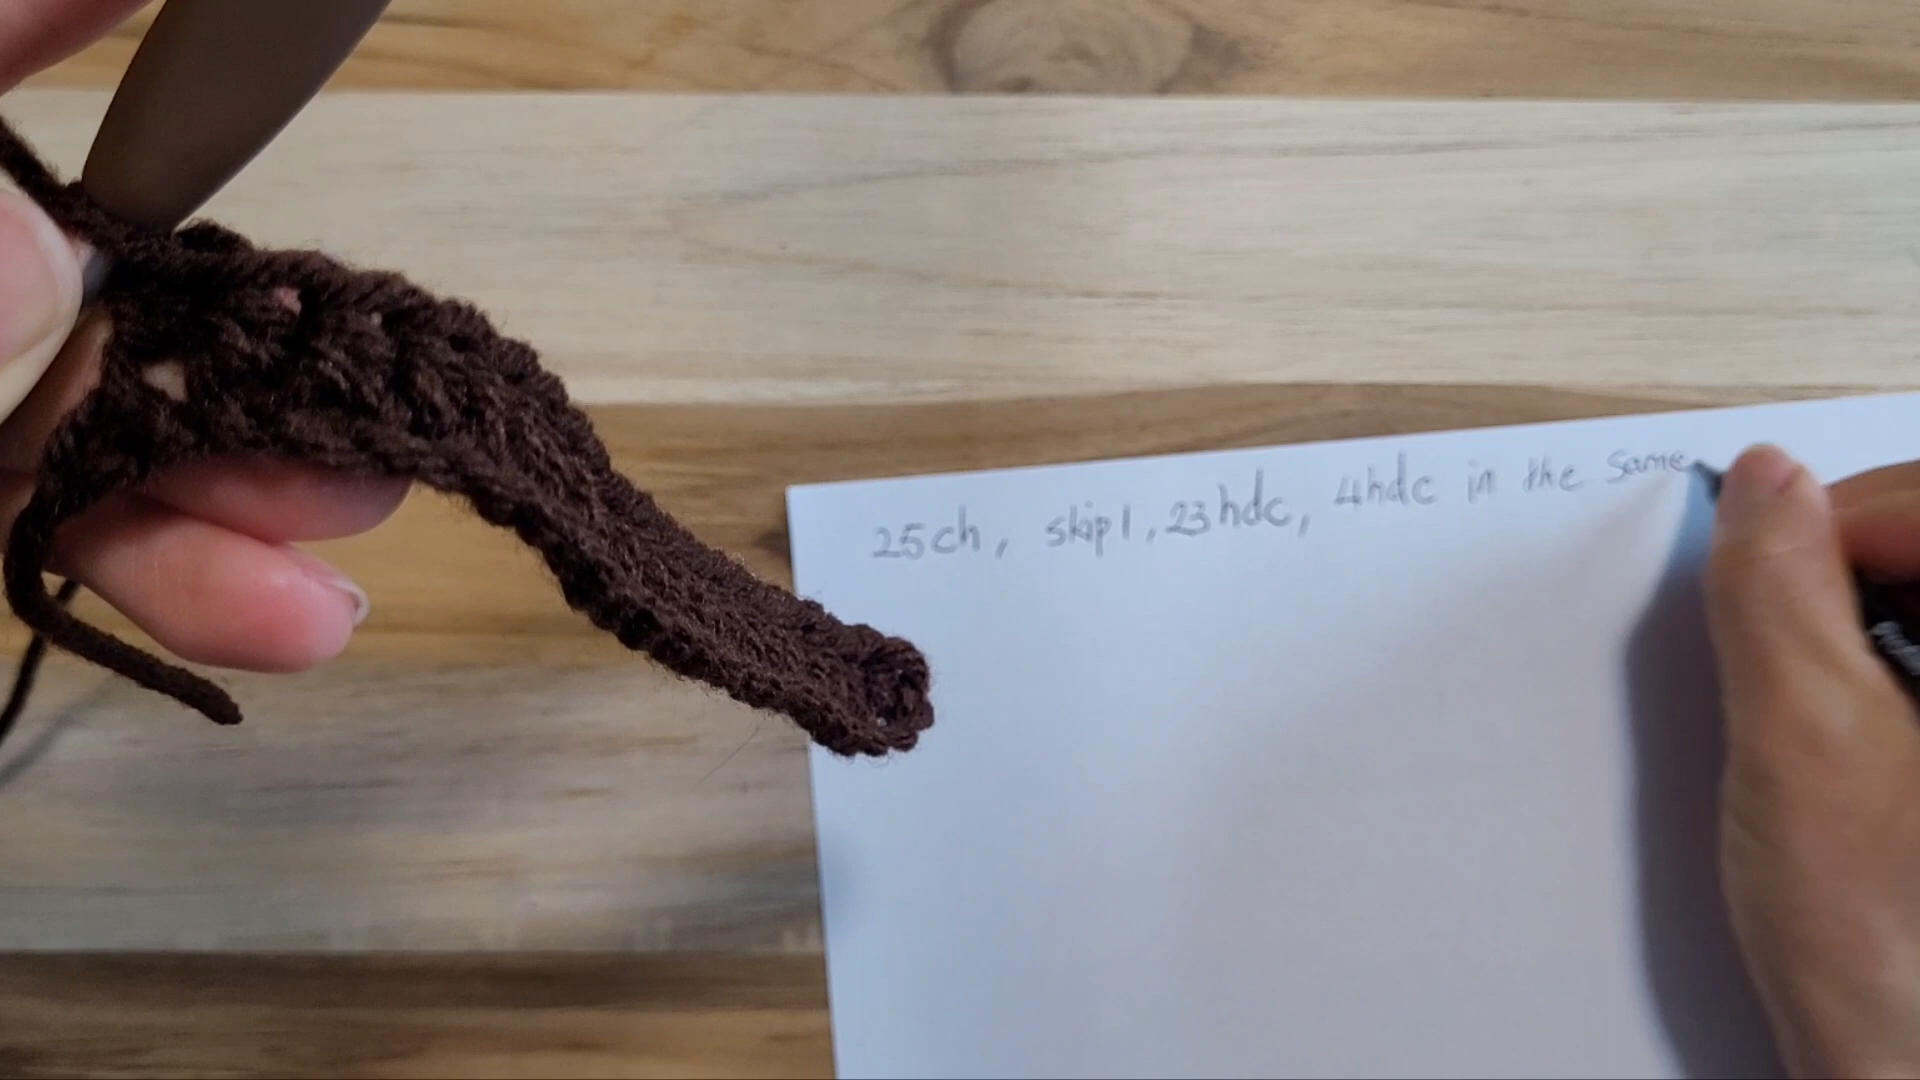 25ch, skip1, 23hdc, 4hdc in the same